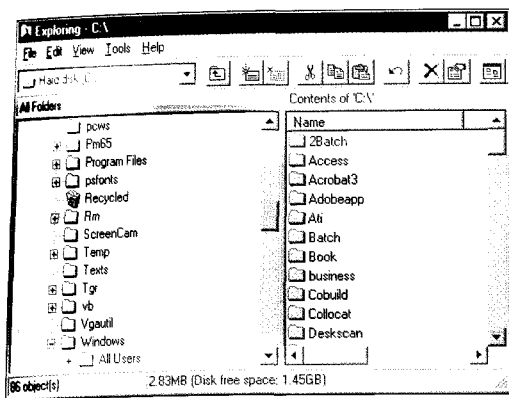 Exploring - C:\
File Edit View Tools Help
Hard disk (C:)
All Folders
Contents of 'C:\'
pcws
Pm65
Program Files
psfonts
Recycled
Rm
ScreenCam
Temp
Texts
Tgr
vb
Vgautil
Windows
All Users
Name
2Batch
Access
Acrobat3
Adobeapp
Ati
Batch
Book
business
Cobuild
Collocat
Deskscan
86 object(s)
2.83MB (Disk free space: 1.45GB)